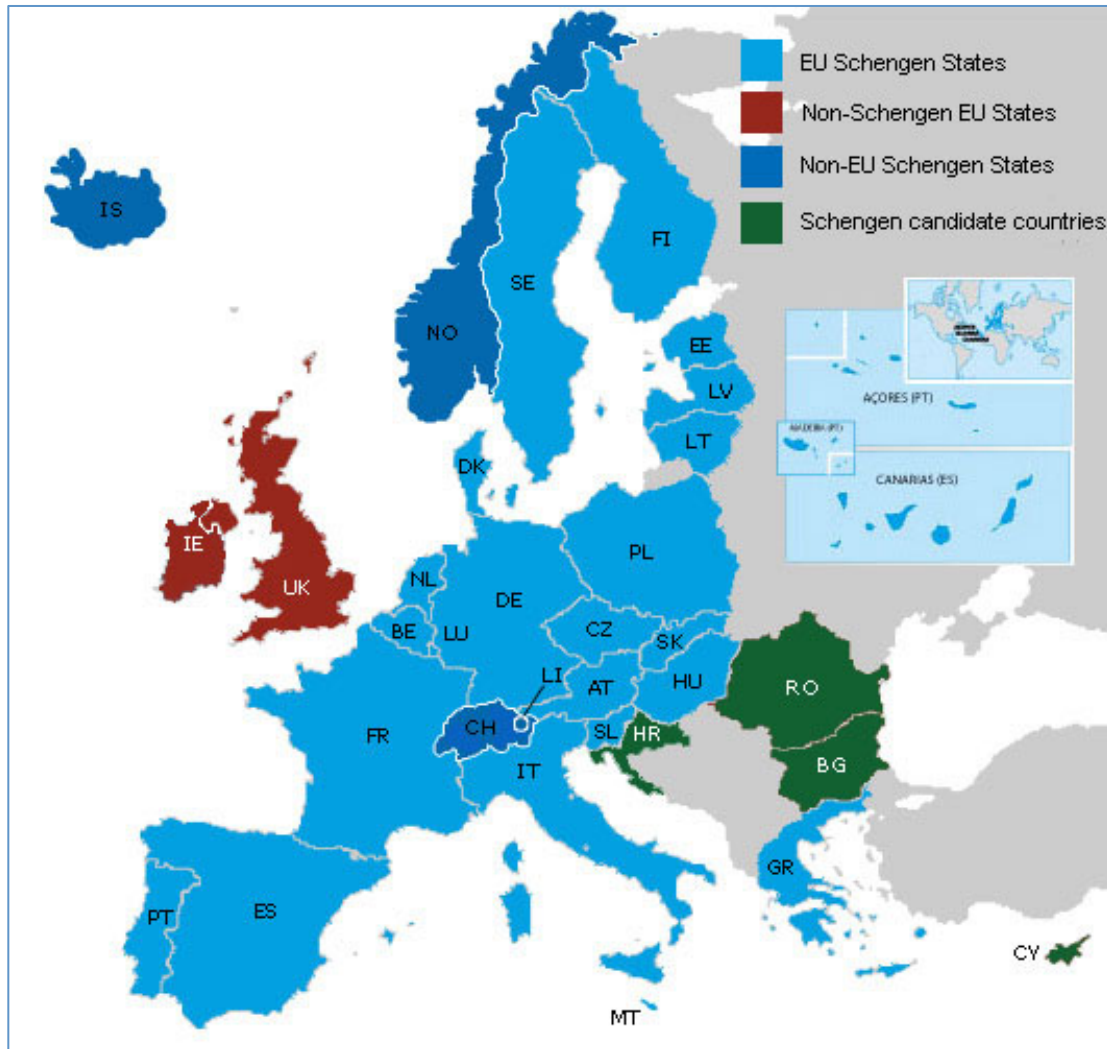 EU Schengen States
Non-Schengen EU States
Non-EU Schengen States
Schengen candidate countries
IS
FI
SE
NO
EE
LV
AÇORES (PT)
MADEIRA (PT)
LT
DK
CANARIAS (ES)
IE
PL
UK
NL
DE
BE
LU
CZ
SK
LI
AT
HU
RO
CH
FR
SL
HR
BG
IT
GR
PT
ES
CY
MT